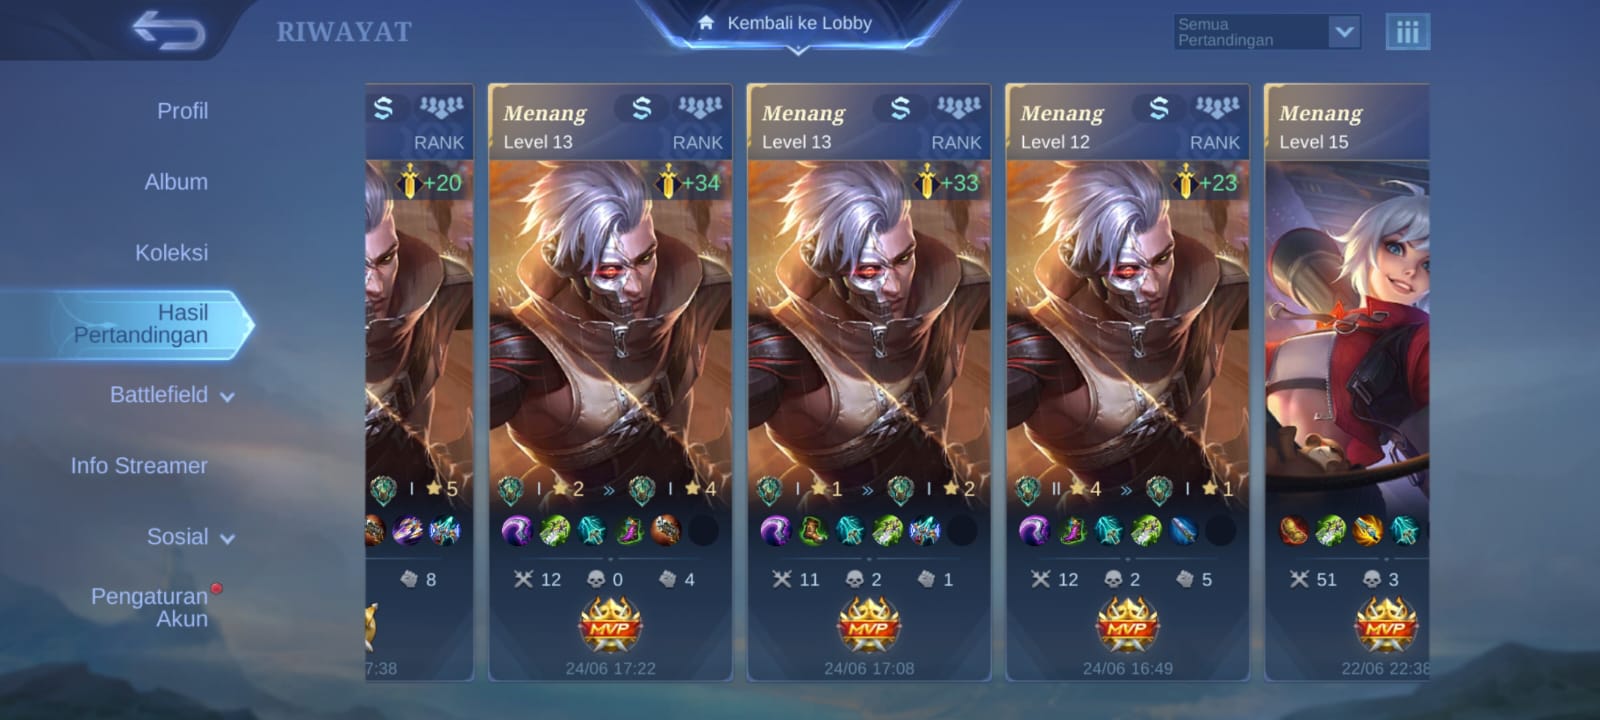 RIWAYAT
Kembali ke Lobby
Semua
Pertandingan
Profil
Album
Koleksi
Hasil
Pertandingan
Battlefield
Info Streamer
Sosial
Pengaturan
Akun
RANK
+20
I 5
8
7:38
Menang
Level 13
RANK
+34
I 2 » I 4
12 0 4
MVP
24/06 17:22
Menang
Level 13
RANK
+33
I 1 » I 2
11 2 1
MVP
24/06 17:08
Menang
Level 12
RANK
+23
II 4 » I 1
12 2 5
MVP
24/06 16:49
Menang
Level 15
51 3
MVP
22/06 22:38